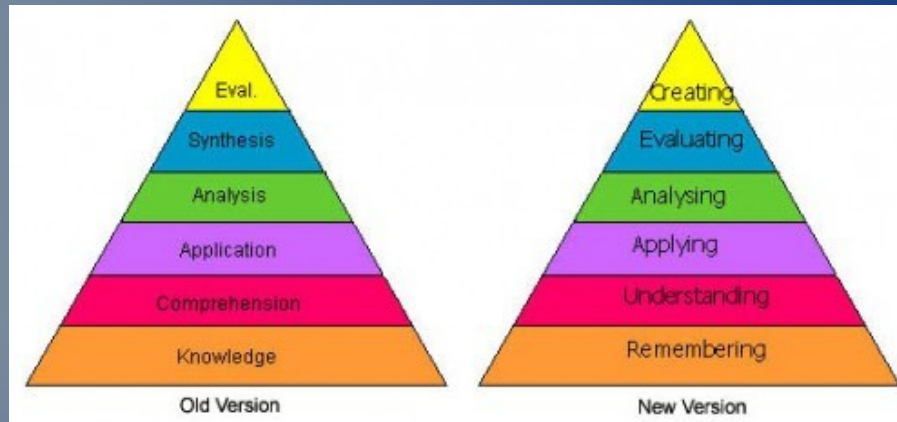 Eval.
Synthesis
Analysis
Application
Comprehension
Knowledge
Old Version
Creating
Evaluating
Analysing
Applying
Understanding
Remembering
New Version